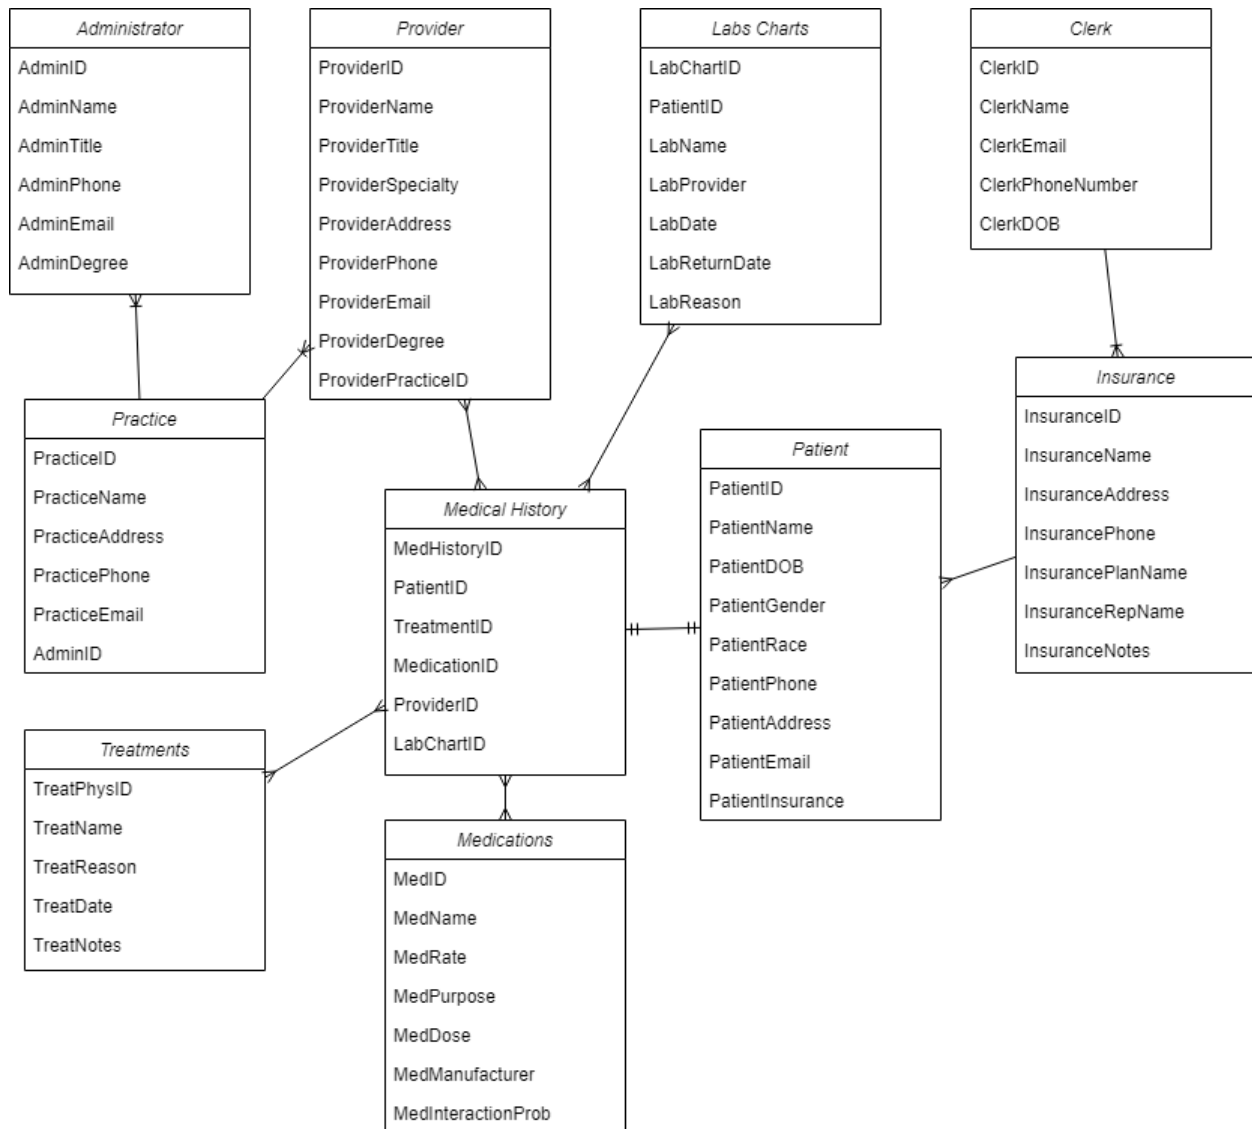 Administrator
AdminID
AdminName
AdminTitle
AdminPhone
AdminEmail
AdminDegree
Provider
ProviderID
ProviderName
ProviderTitle
ProviderSpecialty
ProviderAddress
ProviderPhone
ProviderEmail
ProviderDegree
ProviderPracticeID
Labs Charts
LabChartID
PatientID
LabName
LabProvider
LabDate
LabReturnDate
LabReason
Clerk
ClerkID
ClerkName
ClerkEmail
ClerkPhoneNumber
ClerkDOB
Practice
PracticeID
PracticeName
PracticeAddress
PracticePhone
PracticeEmail
AdminID
Medical History
MedHistoryID
PatientID
TreatmentID
MedicationID
ProviderID
LabChartID
Patient
PatientID
PatientName
PatientDOB
PatientGender
PatientRace
PatientPhone
PatientAddress
PatientEmail
PatientInsurance
Insurance
InsuranceID
InsuranceName
InsuranceAddress
InsurancePhone
InsurancePlanName
InsuranceRepName
InsuranceNotes
Treatments
TreatPhysID
TreatName
TreatReason
TreatDate
TreatNotes
Medications
MedID
MedName
MedRate
MedPurpose
MedDose
MedManufacturer
MedInteractionProb